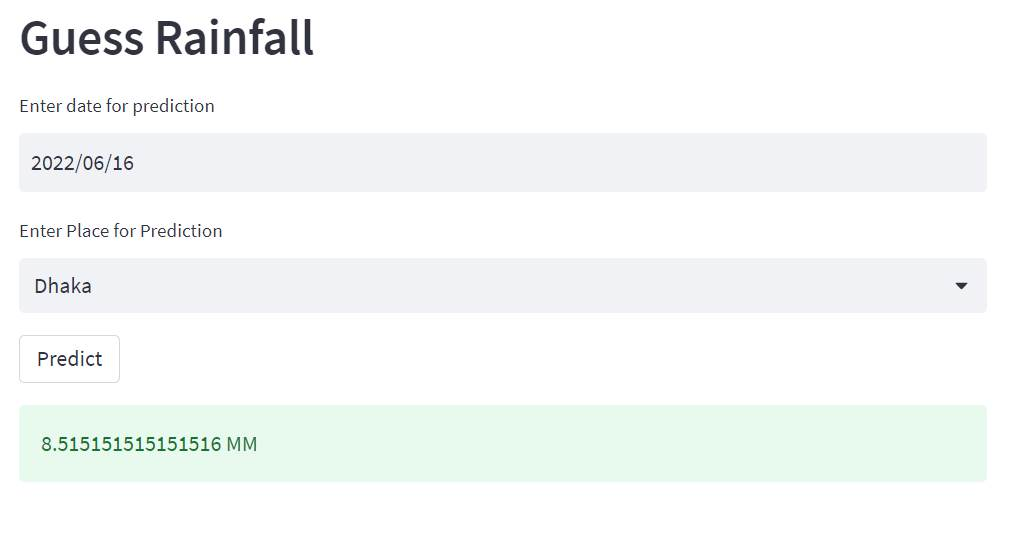 Guess Rainfall
Enter date for prediction
2022/06/16
Enter Place for Prediction
Dhaka
Predict
8.515151515151516 MM